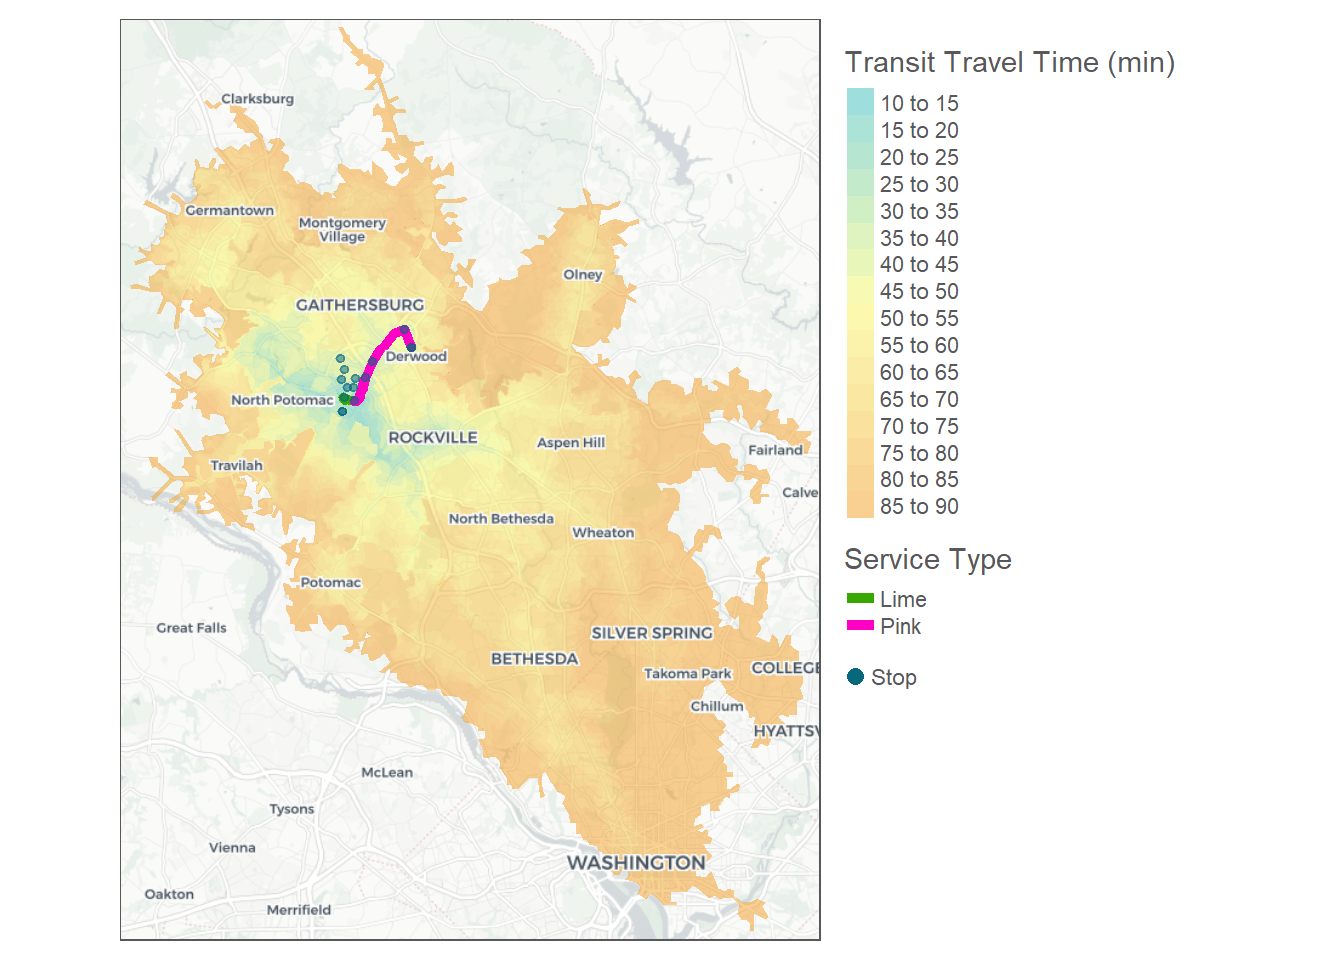 Clarksburg
Germantown
Montgomery
Village
Olney
GAITHERSBURG
Derwood
North Potomac
ROCKVILLE
Aspen Hill
Fairland
Travilah
Calve
North Bethesda
Wheaton
Potomac
Great Falls
SILVER SPRING
BETHESDA
Takoma Park
COLLEGE
Chillum
HYATTSV
McLean
Tysons
Vienna
WASHINGTON
Oakton
Merrifield
Transit Travel Time (min)
10 to 15
15 to 20
20 to 25
25 to 30
30 to 35
35 to 40
40 to 45
45 to 50
50 to 55
55 to 60
60 to 65
65 to 70
70 to 75
75 to 80
80 to 85
85 to 90
Service Type
Lime
Pink
Stop